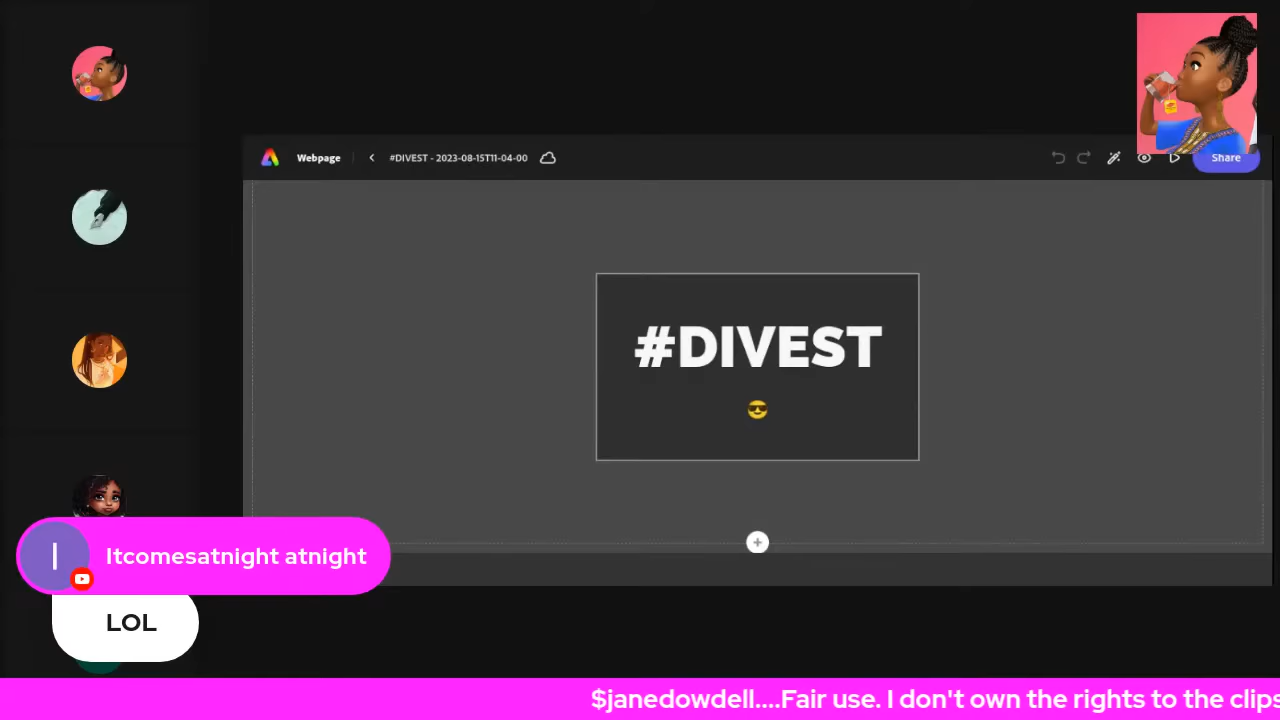 Webpage
#DIVEST - 2023-08-15T11-04-00
Share
#DIVEST
😎
I
Itcomesatnight atnight
LOL
$janedowdell....Fair use. I don't own the rights to the clips